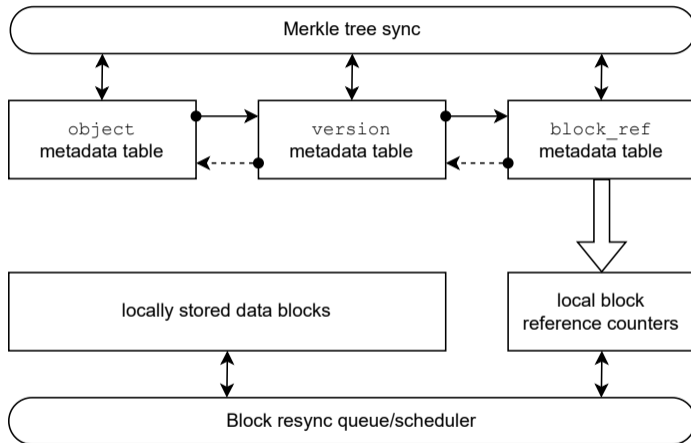 Merkle tree sync
object
metadata table
version
metadata table
block_ref
metadata table
locally stored data blocks
local block
reference counters
Block resync queue/scheduler